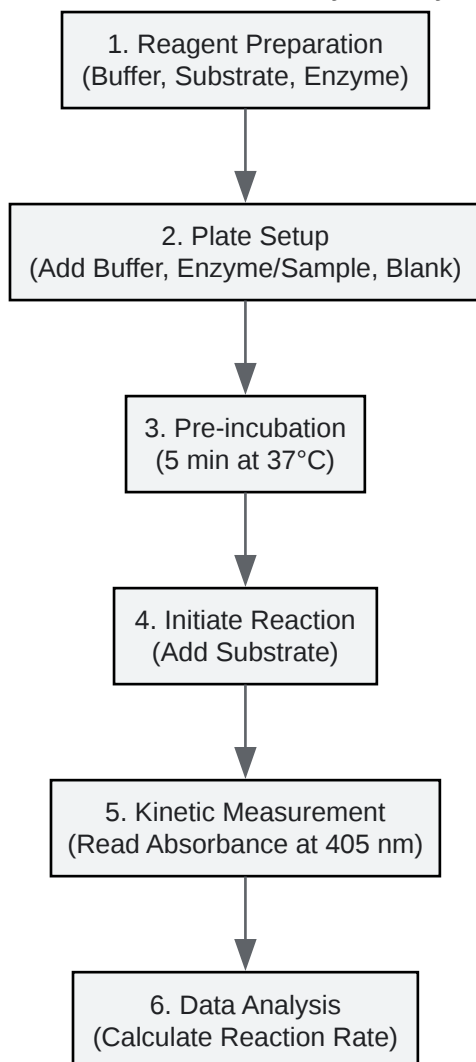 1. Reagent Preparation
(Buffer, Substrate, Enzyme)
2. Plate Setup
(Add Buffer, Enzyme/Sample, Blank)
3. Pre-incubation
(5 min at 37°C)
4. Initiate Reaction
(Add Substrate)
5. Kinetic Measurement
(Read Absorbance at 405 nm)
6. Data Analysis
(Calculate Reaction Rate)